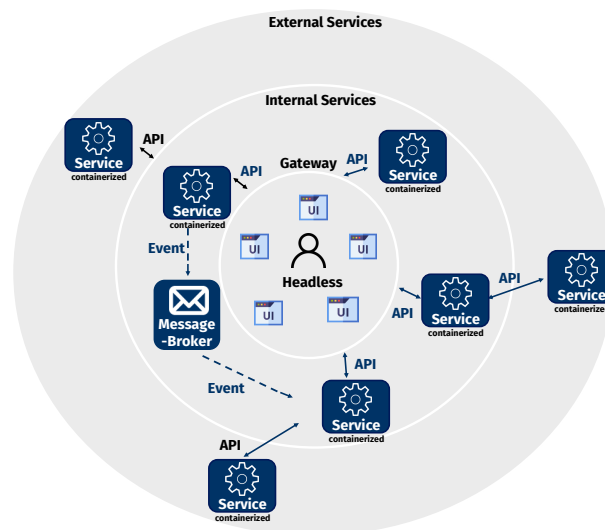 External Services
Internal Services
API
Service
containerized
API
Gateway
API
Service
containerized
Service
containerized
UI
UI
UI
Event
Headless
API
Service
containerized
API
Service
containerized
UI
UI
Message
-Broker
API
Event
Service
containerized
API
Service
containerized